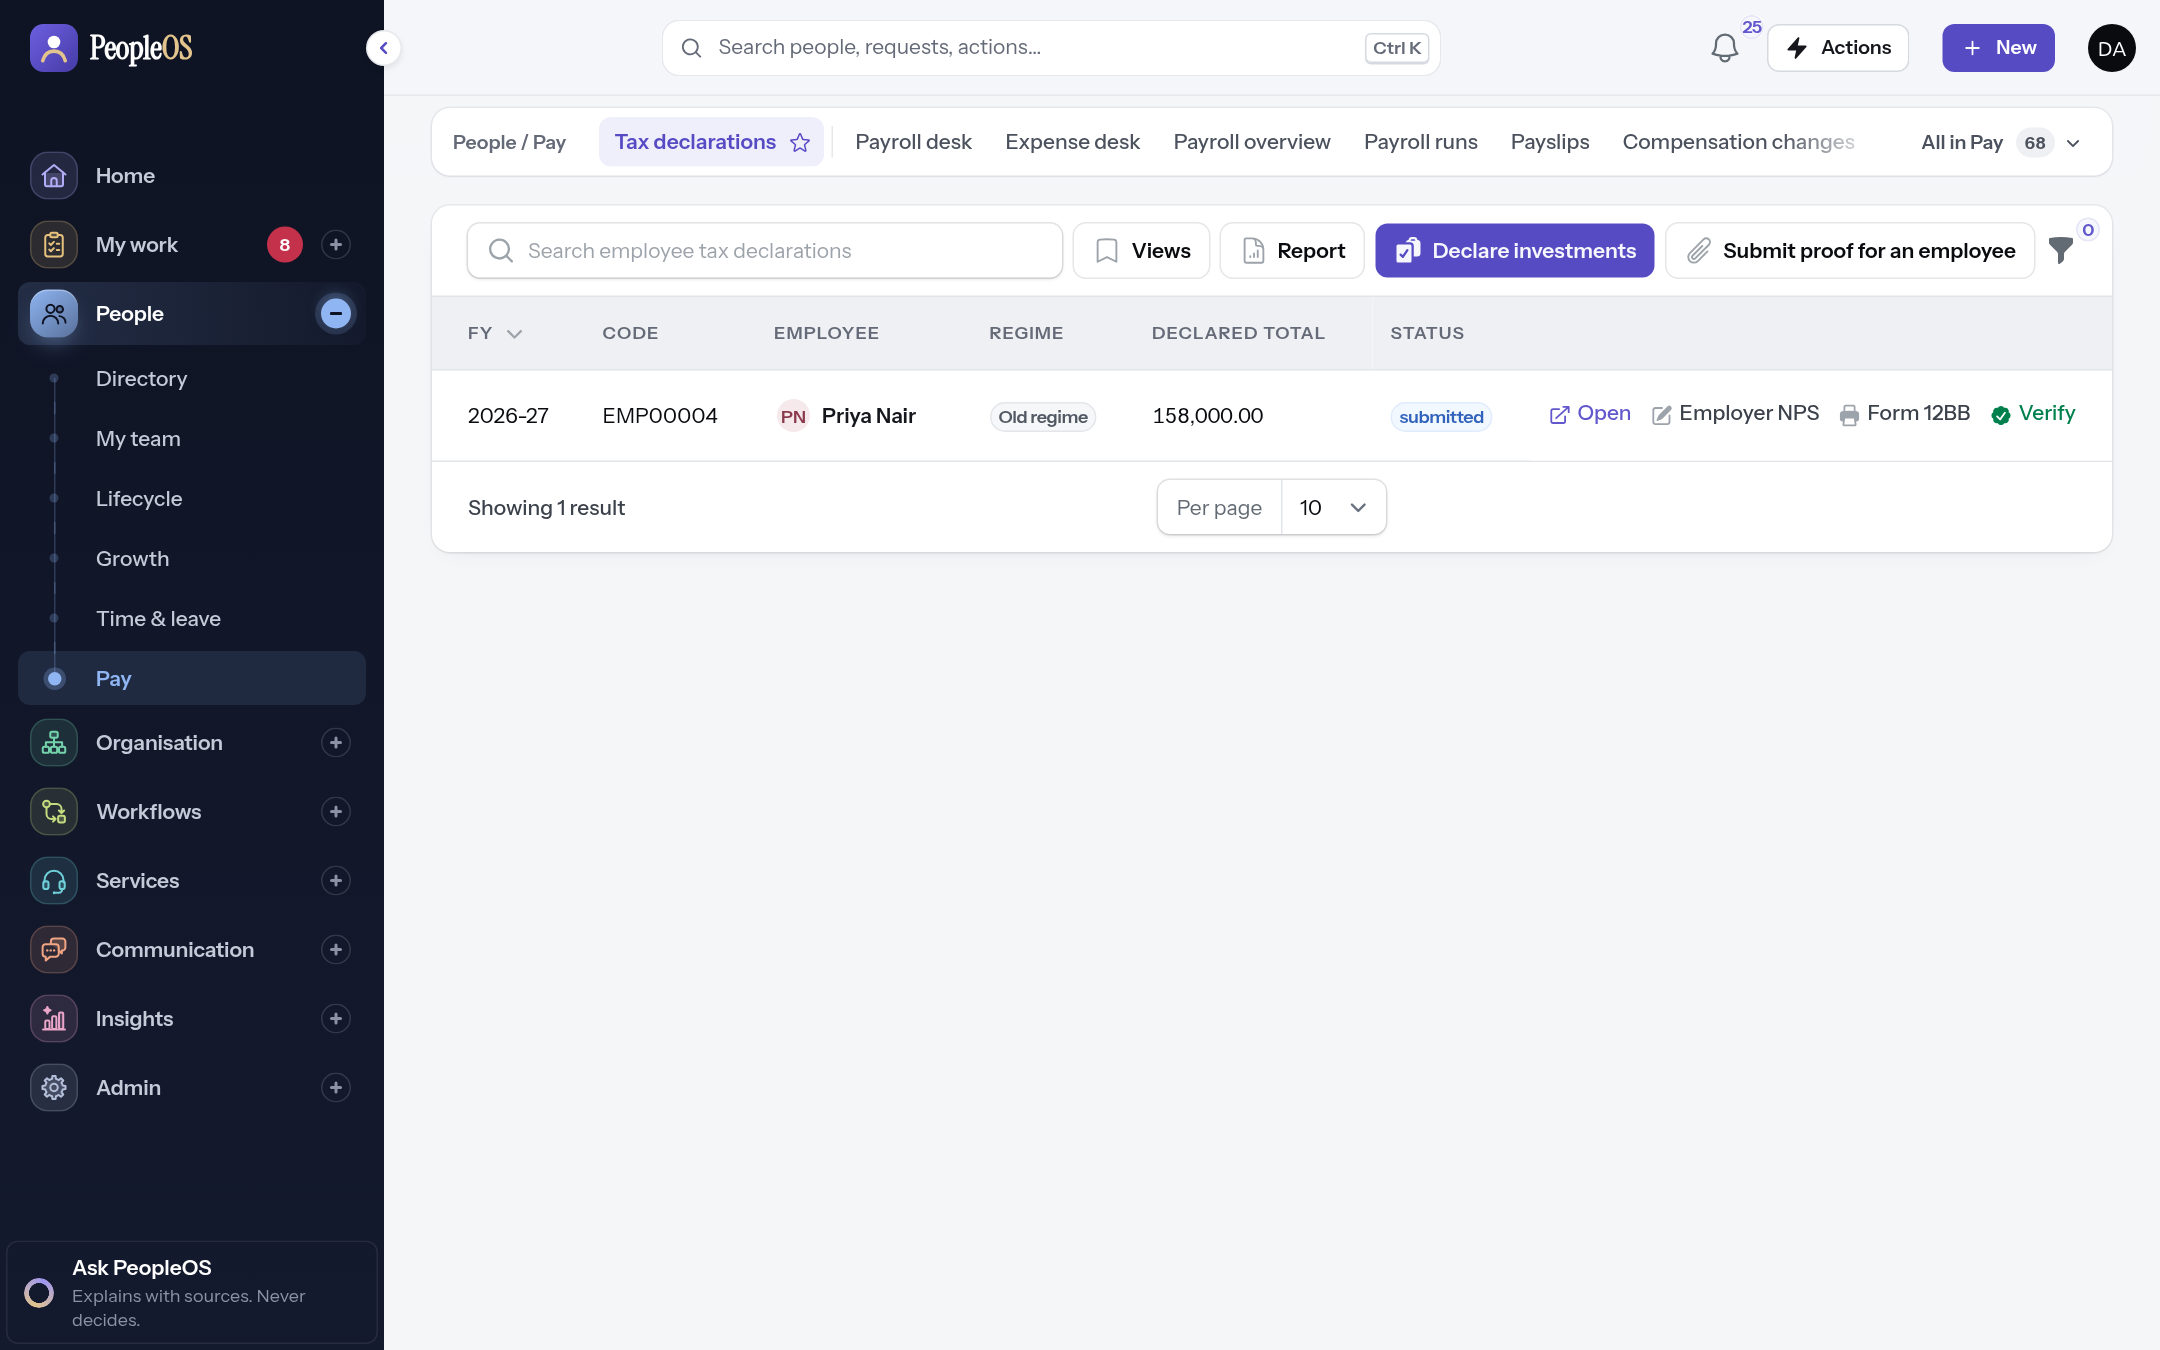 PeopleOS
Search people, requests, actions...
Ctrl K
25
Actions
New
DA
Home
My work
8
People
Directory
My team
Lifecycle
Growth
Time & leave
Pay
Organisation
Workflows
Services
Communication
Insights
Admin
Ask PeopleOS
Explains with sources. Never
decides.
People / Pay
Tax declarations
Payroll desk
Expense desk
Payroll overview
Payroll runs
Payslips
Compensation changes
All in Pay
68
Search employee tax declarations
Views
Report
Declare investments
Submit proof for an employee
0
FY
CODE
EMPLOYEE
REGIME
DECLARED TOTAL
STATUS
2026-27
EMP00004
PN
Priya Nair
Old regime
158,000.00
submitted
Open
Employer NPS
Form 12BB
Verify
Showing 1 result
Per page
10